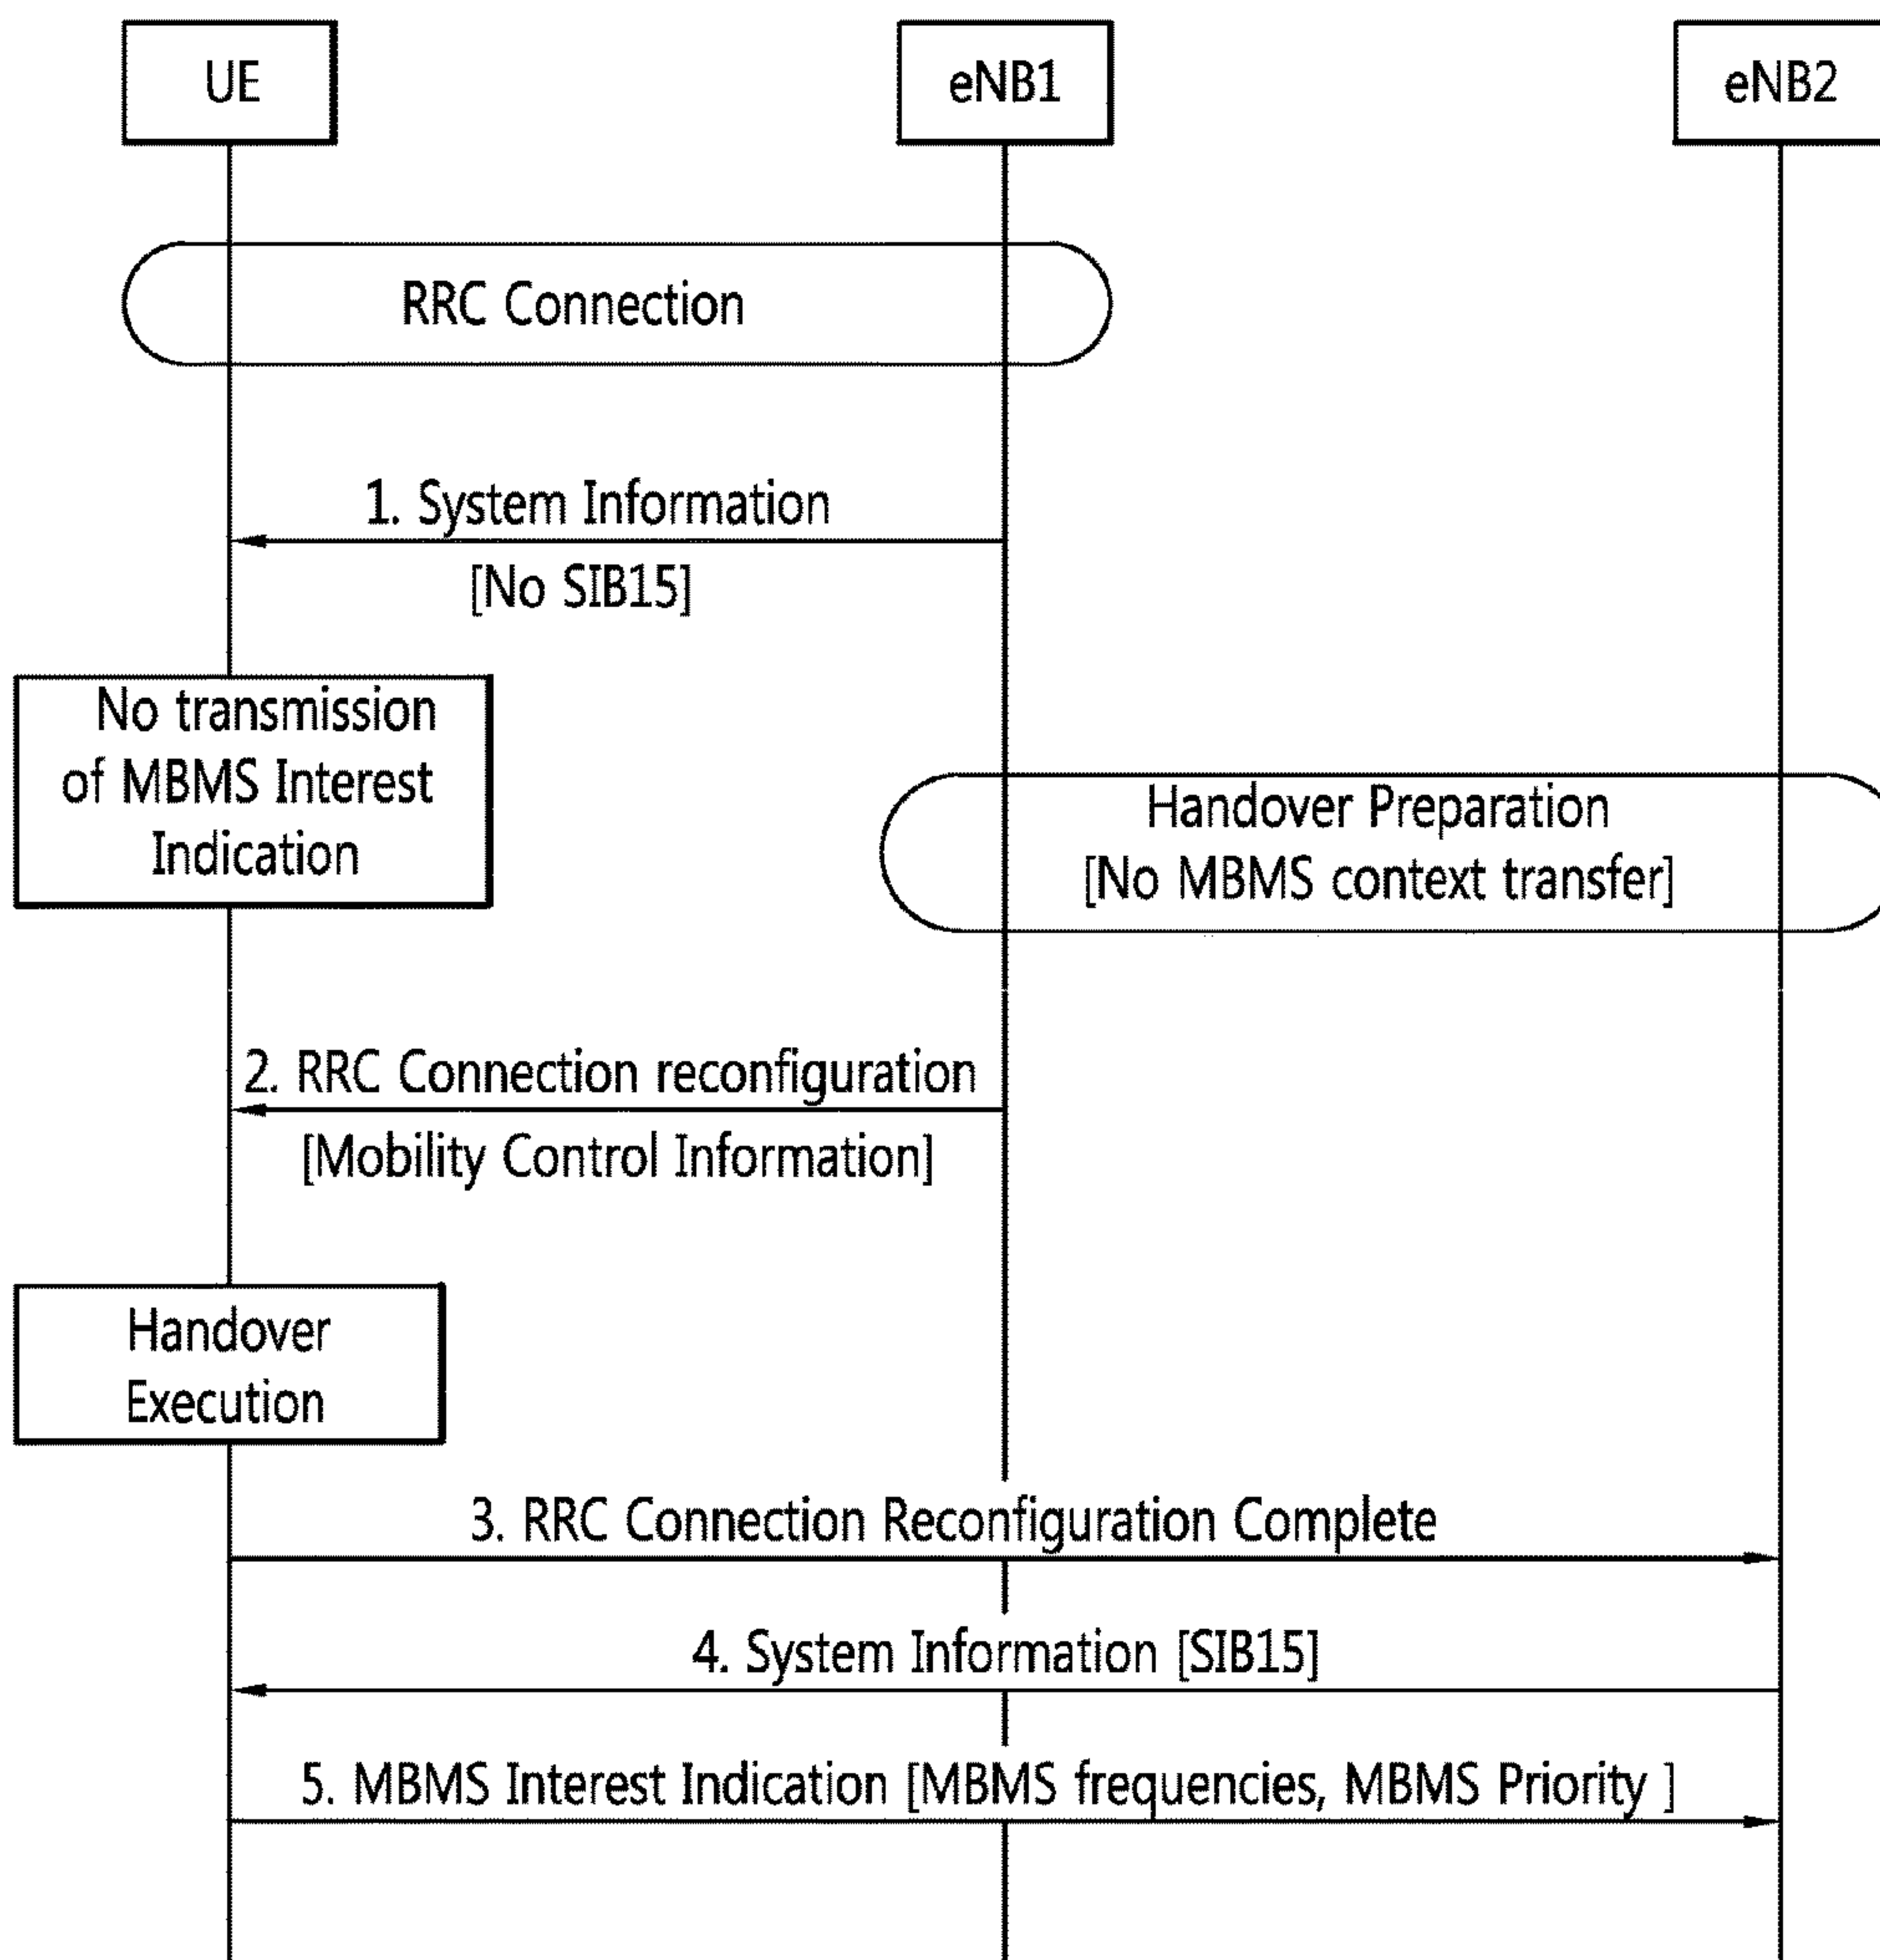 UE
eNB1
eNB2
RRC Connection
1. System Information
[No SIB15]
No transmission
of MBMS Interest
Indication
Handover Preparation
[No MBMS context transfer]
2. RRC Connection reconfiguration
[Mobility Control Information]
Handover
Execution
3. RRC Connection Reconfiguration Complete
4. System Information [SIB15]
5. MBMS Interest Indication [MBMS frequencies, MBMS Priority ]